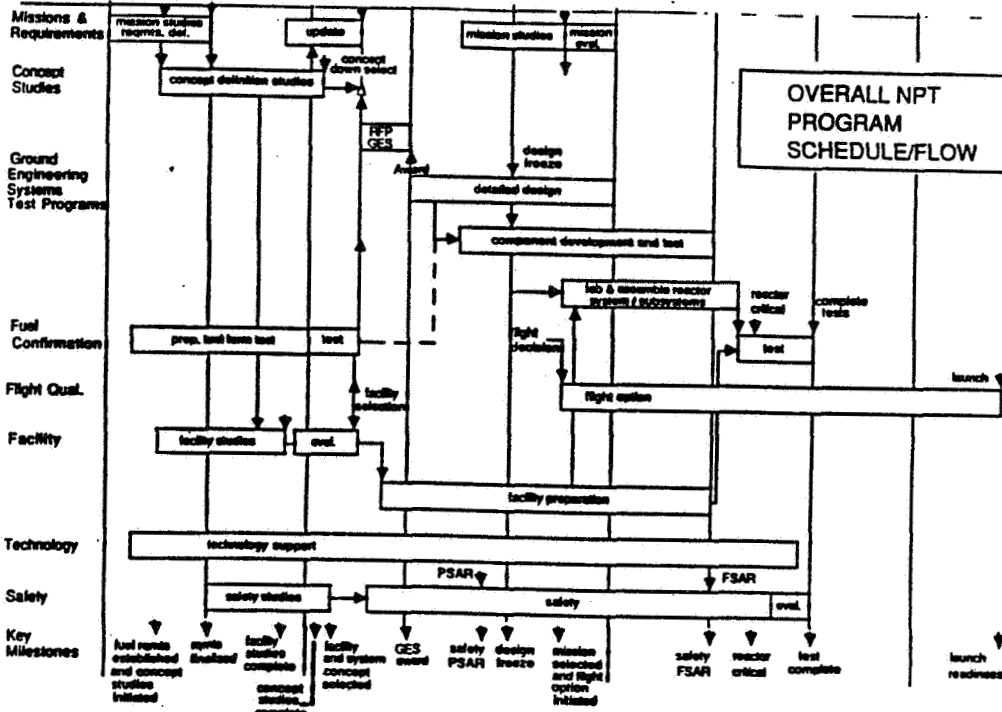 Missions &
Requirements
mission studies
reqmts. def.
update
mission studies
mission
eval.
Concept
Studies
concept definition studies
concept
down select
OVERALL NPT
PROGRAM
SCHEDULE/FLOW
RFP
GES
Ground
Engineering
Systems
Test Programs
Award
design
freeze
detailed design
component development and test
fab & assemble reactor
system / subsystems
reactor
critical
complete
tests
Fuel
Confirmation
prep. fuel form test
test
flight
decision
test
Flight Qual.
facility
selection
flight option
launch
Facility
facility studies
eval.
facility preparation
Technology
technology support
PSAR
FSAR
Safety
safety studies
safety
eval.
Key
Milestones
fuel rqmts
established
and concept
studies
initiated
rqmts
finalized
facility
studies
complete
concept
studies
complete
facility
and system
concept
selected
GES
award
safety
PSAR
design
freeze
mission
selected
and flight
option
initiated
safety
FSAR
reactor
critical
test
complete
launch
readiness